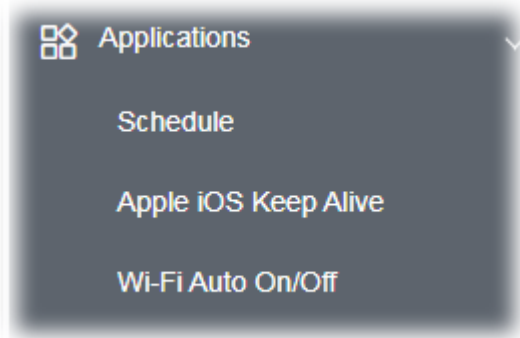 Applications
Schedule
Apple iOS Keep Alive
Wi-Fi Auto On/Off